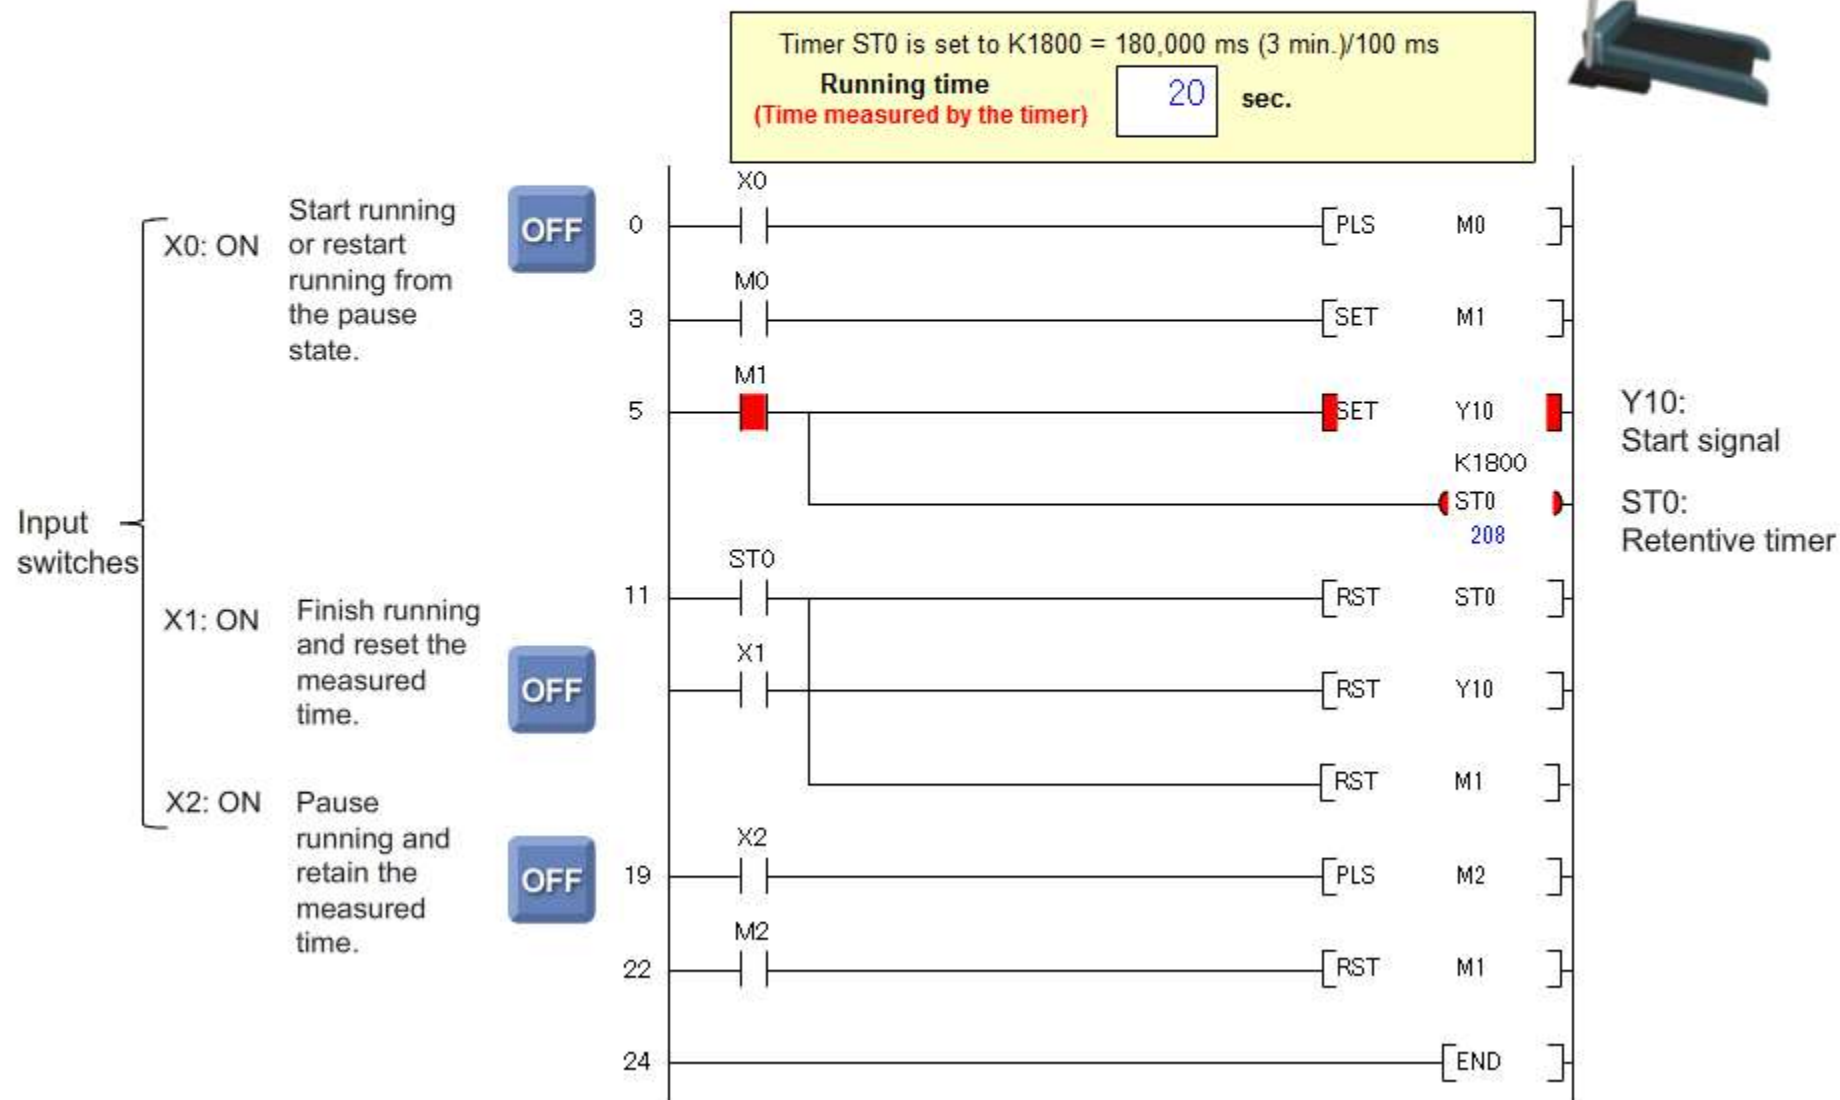 Timer ST0 is set to K1800 = 180,000 ms (3 min.)/100 ms
Running time
(Time measured by the timer)
20
sec.
Input
switches
X0: ON
Start running
or restart
running from
the pause
state.
OFF
X1: ON
Finish running
and reset the
measured
time.
OFF
X2: ON
Pause
running and
retain the
measured
time.
OFF
X0
0
PLS M0
M0
3
SET M1
M1
5
SET Y10
K1800
ST0
208
ST0
11
RST ST0
X1
RST Y10
RST M1
X2
19
PLS M2
M2
22
RST M1
24
END
Y10:
Start signal
ST0:
Retentive timer